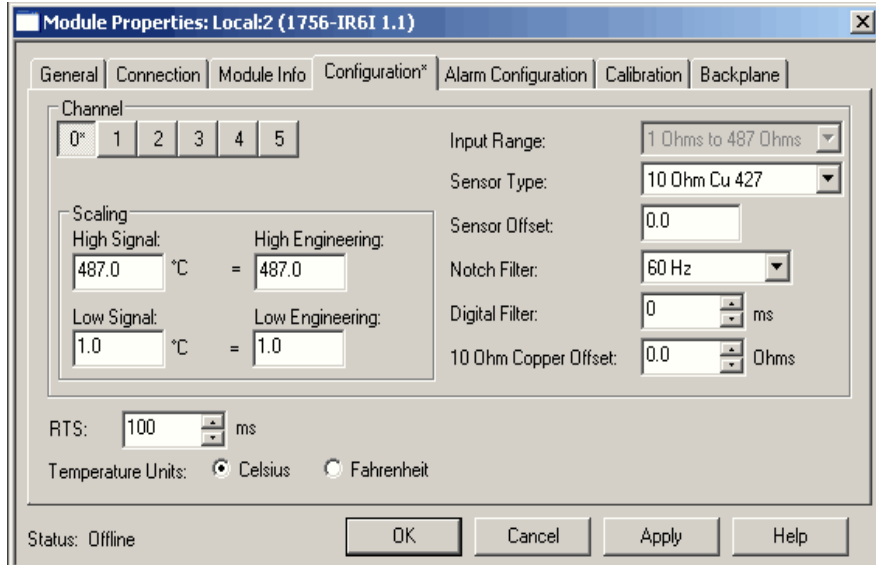 Module Properties: Local:2 (1756-IR6I 1.1)
General Connection Module Info Configuration* Alarm Configuration Calibration Backplane
Channel
0* 1 2 3 4 5
Input Range: 1 Ohms to 487 Ohms
Sensor Type: 10 Ohm Cu 427
Scaling
High Signal: High Engineering:
487.0 °C = 487.0
Low Signal: Low Engineering:
1.0 °C = 1.0
Sensor Offset: 0.0
Notch Filter: 60 Hz
Digital Filter: 0 ms
10 Ohm Copper Offset: 0.0 Ohms
RTS: 100 ms
Temperature Units: Celsius Fahrenheit
Status: Offline OK Cancel Apply Help